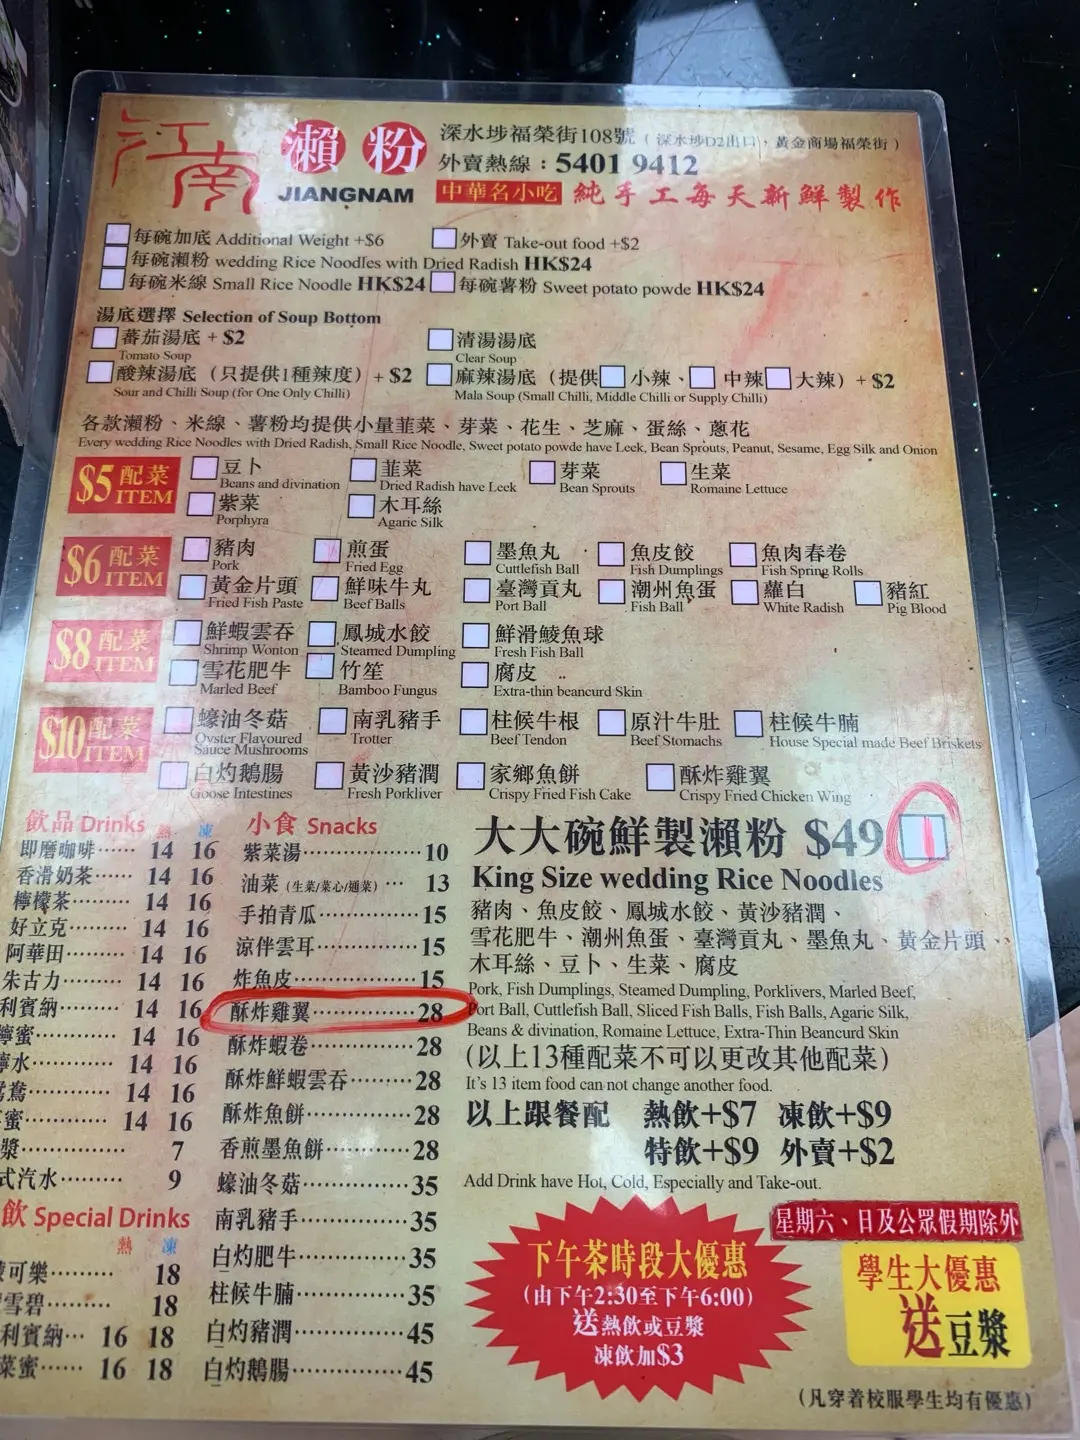 江南 瀨粉 JIANGNAM
深水埗福榮街108號 (深水埗D2出口，黃金商場福榮街)
外賣熱線：5401 9412
中華名小吃 純手工每天新鮮製作
每碗加底 Additional Weight +$6 外賣 Take-out food +$2
每碗瀨粉 wedding Rice Noodles with Dried Radish HK$24
每碗米線 Small Rice Noodle HK$24 每碗薯粉 Sweet potato powde HK$24
湯底選擇 Selection of Soup Bottom
蕃茄湯底 + $2 清湯湯底
Tomato Soup Clear Soup
酸辣湯底（只提供1種辣度）+ $2 麻辣湯底（提供 小辣、 中辣 大辣）+ $2
Sour and Chilli Soup (for One Only Chilli) Mala Soup (Small Chilli, Middle Chilli or Supply Chilli)
各款瀨粉、米線、薯粉均提供小量韮菜、芽菜、花生、芝麻、蛋絲、蔥花
Every wedding Rice Noodles with Dried Radish, Small Rice Noodle, Sweet potato powde have Leek, Bean Sprouts, Peanut, Sesame, Egg Silk and Onion
$5 配菜 ITEM
豆卜 韮菜 芽菜 生菜
Beans and divination Dried Radish have Leek Bean Sprouts Romaine Lettuce
紫菜 木耳絲
Porphyra Agaric Silk
$6 配菜 ITEM
豬肉 煎蛋 墨魚丸 魚皮餃 魚肉春卷
Pork Fried Egg Cuttlefish Ball Fish Dumplings Fish Spring Rolls
黃金片頭 鮮味牛丸 臺灣貢丸 潮州魚蛋 蘿白 豬紅
Fried Fish Paste Beef Balls Port Ball Fish Ball White Radish Pig Blood
$8 配菜 ITEM
鮮蝦雲吞 鳳城水餃 鮮滑鯪魚球
Shrimp Wonton Steamed Dumpling Fresh Fish Ball
雪花肥牛 竹笙 腐皮
Marled Beef Bamboo Fungus Extra-thin beancurd Skin
$10 配菜 ITEM
蠔油冬菇 南乳豬手 柱候牛根 原汁牛肚 柱候牛腩
Oyster Flavoured Sauce Mushrooms Trotter Beef Tendon Beef Stomachs House Special made Beef Briskets
白灼鵝腸 黃沙豬潤 家鄉魚餅 酥炸雞翼
Goose Intestines Fresh Porkliver Crispy Fried Fish Cake Crispy Fried Chicken Wing
飲品 Drinks 熱 凍
即磨咖啡 14 16
香滑奶茶 14 16
檸檬茶 14 16
好立克 14 16
阿華田 14 16
朱古力 14 16
利賓納 14 16
檸蜜 14 16
檸水 14 16
鴛鴦 14 16
蜜 14 16
漿 7
式汽水 9
飲 Special Drinks
熱 凍
可樂 18
雪碧 18
利賓納 16 18
菜蜜 16 18
小食 Snacks
紫菜湯 10
油菜 (生菜/菜心/通菜) 13
手拍青瓜 15
涼伴雲耳 15
炸魚皮 15
酥炸雞翼 28
酥炸蝦卷 28
酥炸鮮蝦雲吞 28
酥炸魚餅 28
香煎墨魚餅 28
蠔油冬菇 35
南乳豬手 35
白灼肥牛 35
柱候牛腩 35
白灼豬潤 45
白灼鵝腸 45
大大碗鮮製瀨粉 $49
King Size wedding Rice Noodles
豬肉、魚皮餃、鳳城水餃、黃沙豬潤、
雪花肥牛、潮州魚蛋、臺灣貢丸、墨魚丸、黃金片頭、
木耳絲、豆卜、生菜、腐皮
Pork, Fish Dumplings, Steamed Dumpling, Porklivers, Marled Beef,
Port Ball, Cuttlefish Ball, Sliced Fish Balls, Fish Balls, Agaric Silk,
Beans & divination, Romaine Lettuce, Extra-Thin Beancurd Skin
(以上13種配菜不可以更改其他配菜)
It's 13 item food can not change another food.
以上跟餐配 熱飲+$7 凍飲+$9
特飲+$9 外賣+$2
Add Drink have Hot, Cold, Especially and Take-out.
下午茶時段大優惠
(由下午2:30至下午6:00)
送熱飲或豆漿
凍飲加$3
星期六、日及公眾假期除外
學生大優惠
送豆漿
(凡穿着校服學生均有優惠)